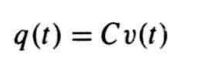 q(t) = Cv(t)